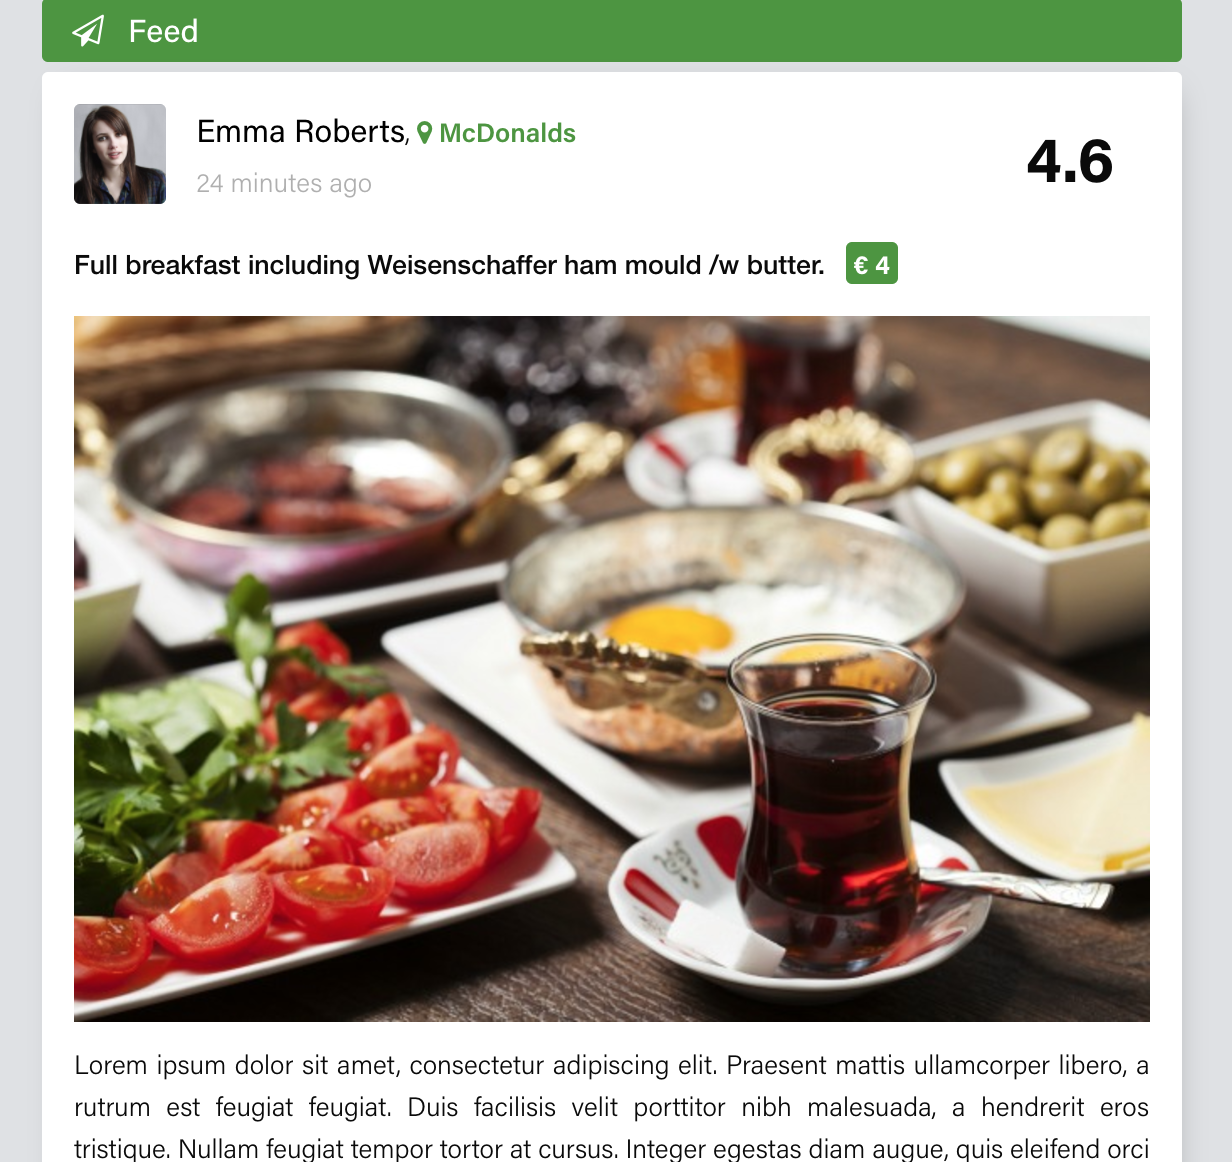 Feed
Emma Roberts, McDonalds
24 minutes ago
4.6
Full breakfast including Weisenschaffer ham mould /w butter. € 4
Lorem ipsum dolor sit amet, consectetur adipiscing elit. Praesent mattis ullamcorper libero, a
rutrum est feugiat feugiat. Duis facilisis velit porttitor nibh malesuada, a hendrerit eros
tristique. Nullam feugiat tempor tortor at cursus. Integer egestas diam augue, quis eleifend orci